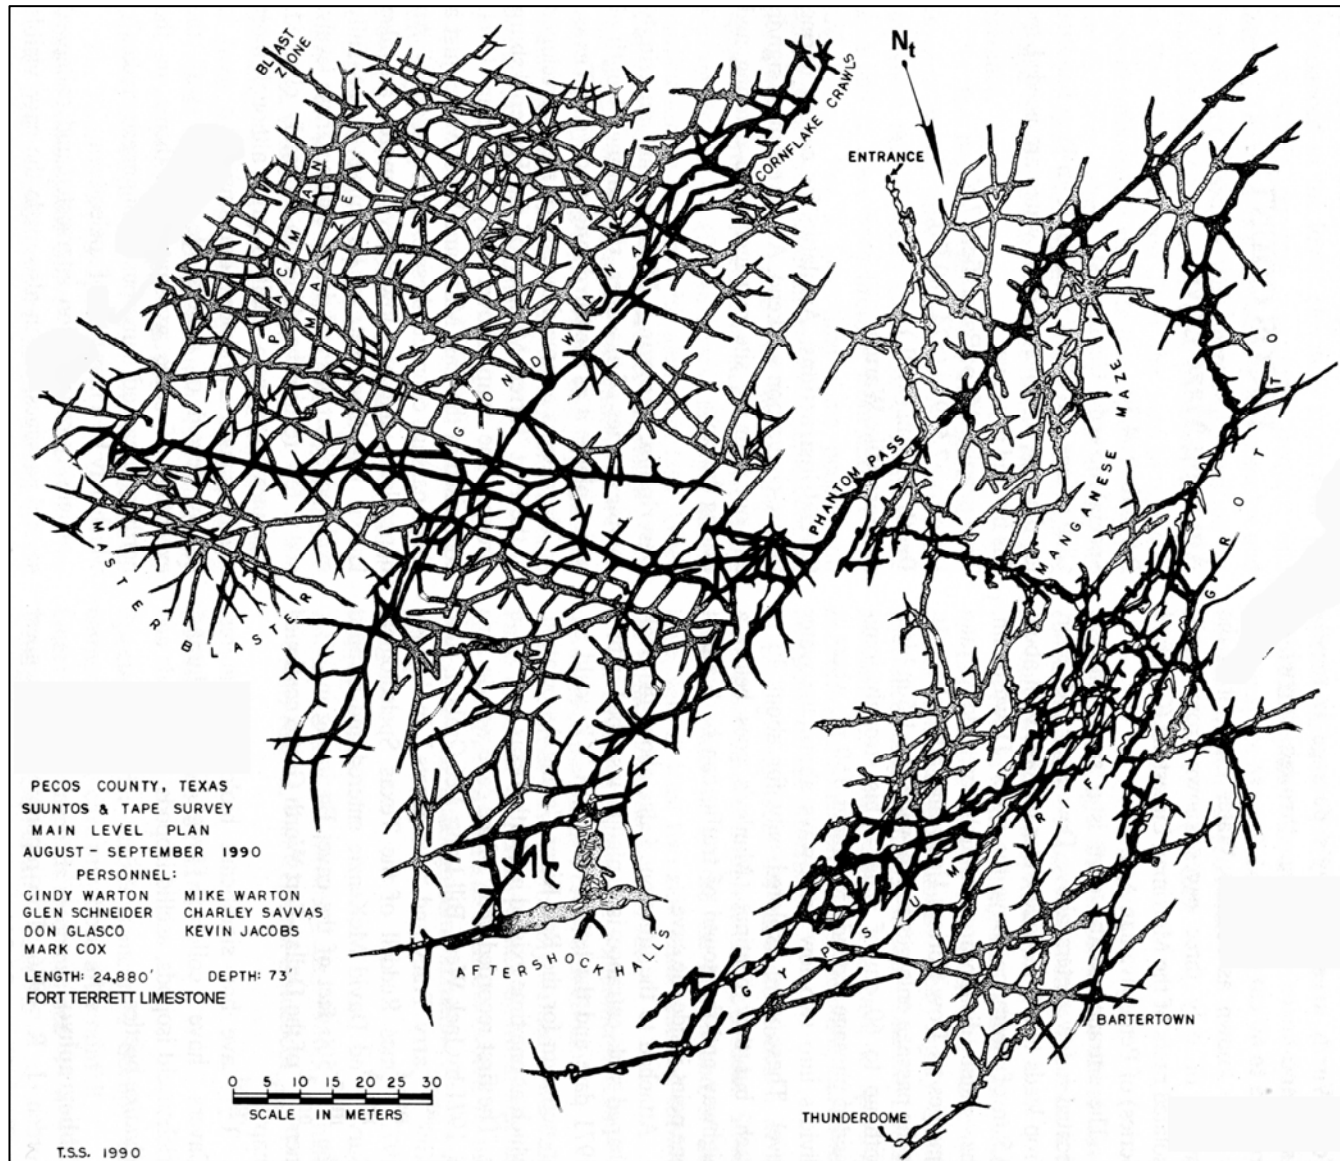 BLAST
ZONE
CORNFLAKE CRAWLS
Nt
ENTRANCE
PACMAN
MAZE
GONDWANA
MASTER BLASTER
PHANTOM PASS
MANGANESE MAZE
GROTTO
GYPSUM RIFT
AFTERSHOCK HALLS
BARTERTOWN
THUNDERDOME
PECOS COUNTY, TEXAS
SUUNTOS & TAPE SURVEY
MAIN LEVEL PLAN
AUGUST - SEPTEMBER 1990
PERSONNEL:
CINDY WARTON MIKE WARTON
GLEN SCHNEIDER CHARLEY SAVVAS
DON GLASCO KEVIN JACOBS
MARK COX
LENGTH: 24,880' DEPTH: 73'
FORT TERRETT LIMESTONE
0 5 10 15 20 25 30
SCALE IN METERS
T.S.S. 1990